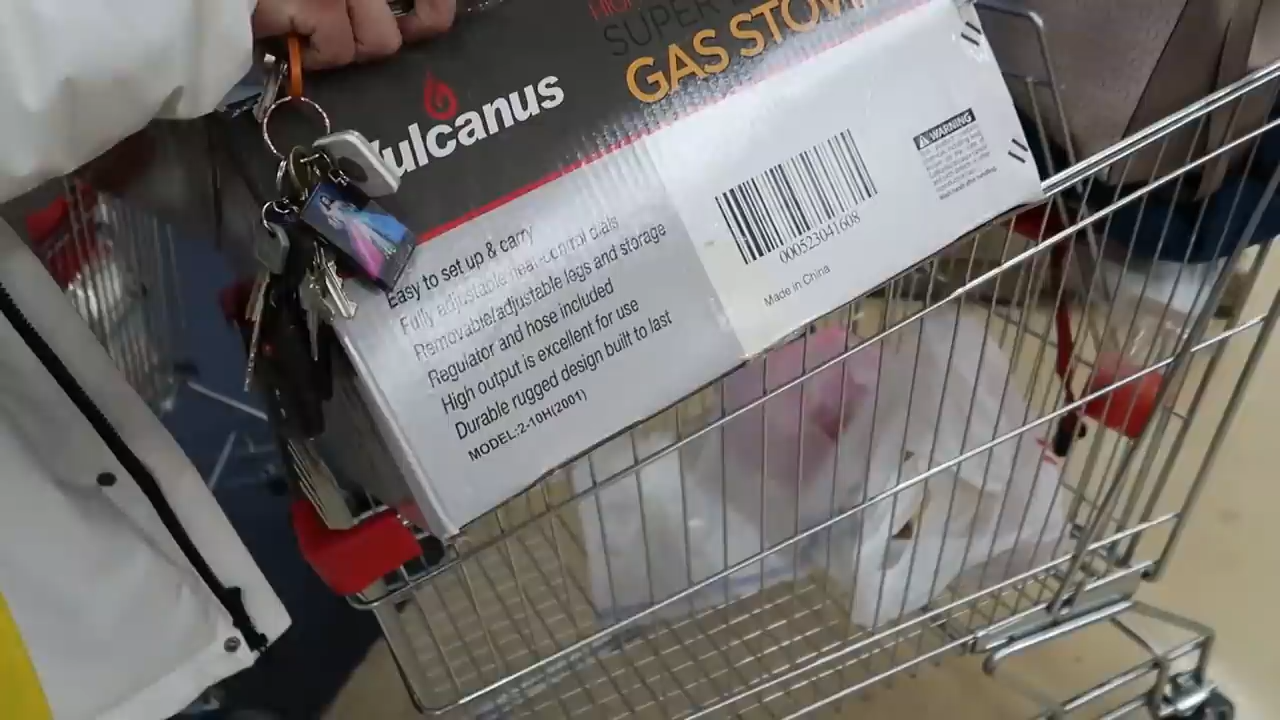 SUPER
GAS STOV
ulcanus
WARNING
000523041608
Made in China
Easy to set up & carry
Fully adjustable heat-control dials
Removable/adjustable legs and storage
Regulator and hose included
High output is excellent for use
Durable rugged design built to last
MODEL:2-10H(2001)